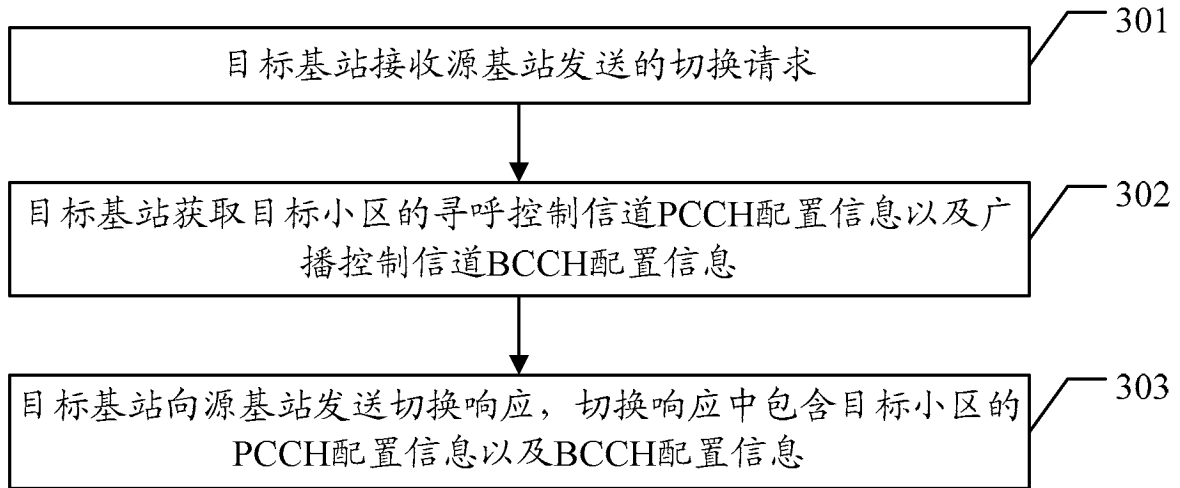 301
目标基站接收源基站发送的切换请求
302
目标基站获取目标小区的寻呼控制信道PCCH配置信息以及广
播控制信道BCCH配置信息
303
目标基站向源基站发送切换响应，切换响应中包含目标小区的
PCCH配置信息以及BCCH配置信息